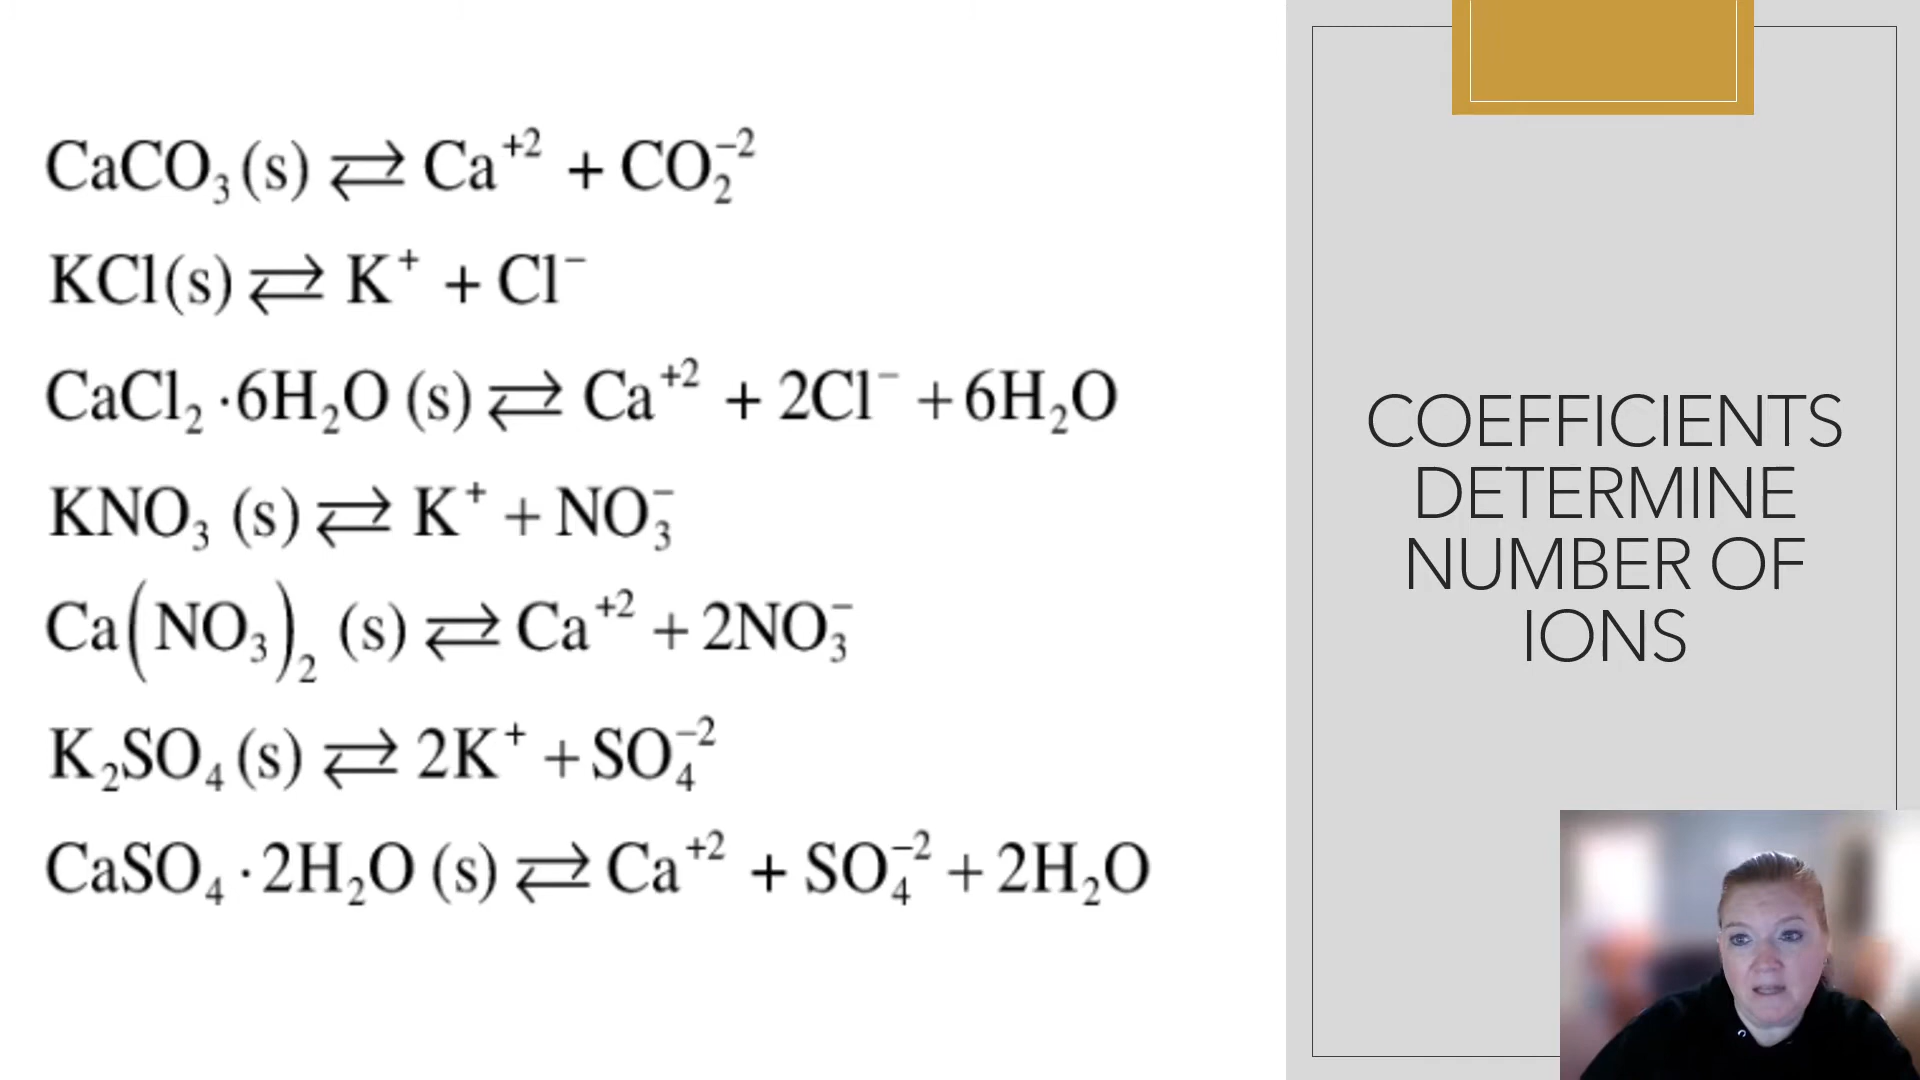 CaCO₃(s) ⇄ Ca⁺² + CO₂⁻²
KCl(s) ⇄ K⁺ + Cl⁻
CaCl₂·6H₂O (s) ⇄ Ca⁺² + 2Cl⁻ + 6H₂O
KNO₃ (s) ⇄ K⁺ + NO₃⁻
Ca(NO₃)₂ (s) ⇄ Ca⁺² + 2NO₃⁻
K₂SO₄(s) ⇄ 2K⁺ + SO₄⁻²
CaSO₄·2H₂O (s) ⇄ Ca⁺² + SO₄⁻² + 2H₂O
COEFFICIENTS
DETERMINE
NUMBER OF
IONS